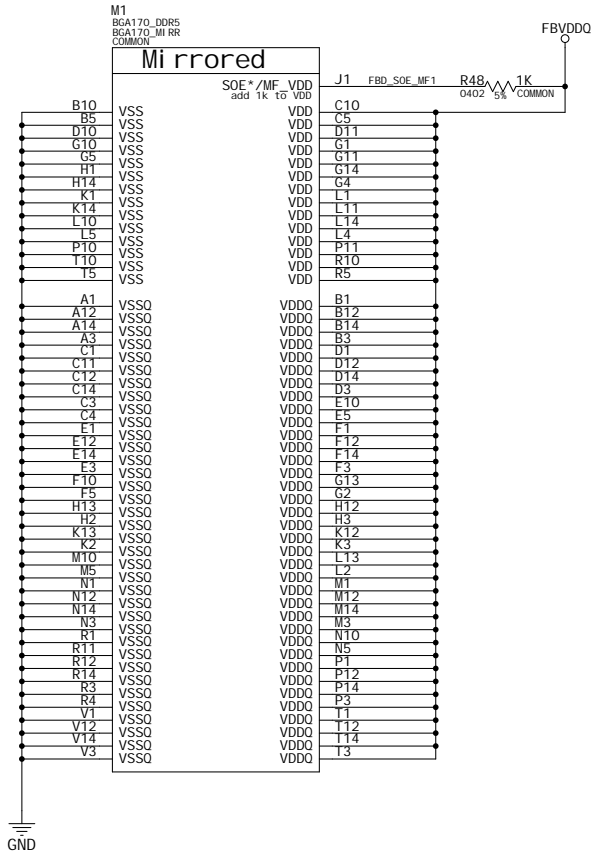 M1
BGA170_DDR5
BGA170_MIRR
COMMON
Mirrored
FBVDDQ
SOE*/MF_VDD J1 FBD_SOE_MF1 R48 1K
add 1k to VDD 0402 5% COMMON
B10 VSS VDD C10
B5 VSS VDD C5
D10 VSS VDD D11
G10 VSS VDD G1
G5 VSS VDD G11
H1 VSS VDD G14
H14 VSS VDD G4
K1 VSS VDD L1
K14 VSS VDD L11
L10 VSS VDD L14
L5 VSS VDD L4
P10 VSS VDD P11
T10 VSS VDD R10
T5 VSS VDD R5
A1 VSSQ VDDQ B1
A12 VSSQ VDDQ B12
A14 VSSQ VDDQ B14
A3 VSSQ VDDQ B3
C1 VSSQ VDDQ D1
C11 VSSQ VDDQ D12
C12 VSSQ VDDQ D14
C14 VSSQ VDDQ D3
C3 VSSQ VDDQ E10
C4 VSSQ VDDQ E5
E1 VSSQ VDDQ F1
E12 VSSQ VDDQ F12
E14 VSSQ VDDQ F14
E3 VSSQ VDDQ F3
F10 VSSQ VDDQ G13
F5 VSSQ VDDQ G2
H13 VSSQ VDDQ H12
H2 VSSQ VDDQ H3
K13 VSSQ VDDQ K12
K2 VSSQ VDDQ K3
M10 VSSQ VDDQ L13
M5 VSSQ VDDQ L2
N1 VSSQ VDDQ M1
N12 VSSQ VDDQ M12
N14 VSSQ VDDQ M14
N3 VSSQ VDDQ M3
R1 VSSQ VDDQ N10
R11 VSSQ VDDQ N5
R12 VSSQ VDDQ P1
R14 VSSQ VDDQ P12
R3 VSSQ VDDQ P14
R4 VSSQ VDDQ P3
V1 VSSQ VDDQ T1
V12 VSSQ VDDQ T12
V14 VSSQ VDDQ T14
V3 VSSQ VDDQ T3
GND